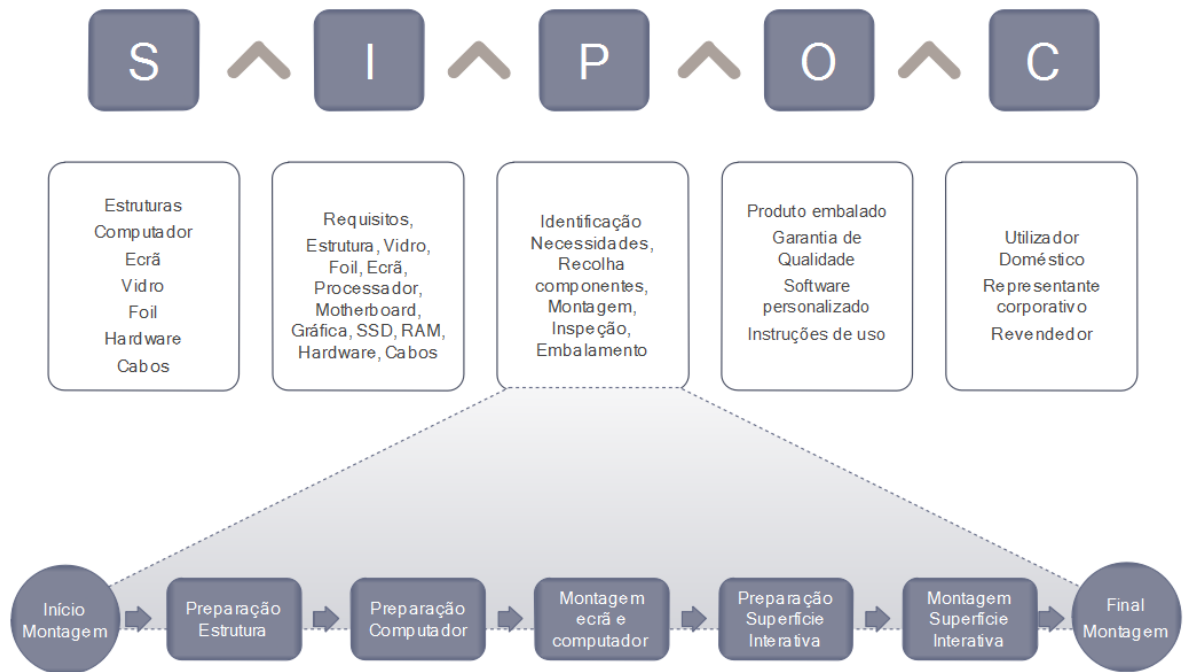 S
I
P
O
C
Estruturas
Computador
Ecrã
Vidro
Foil
Hardware
Cabos
Requisitos,
Estrutura, Vidro,
Foil, Ecrã,
Processador,
Motherboard,
Gráfica, SSD, RAM,
Hardware, Cabos
Identificação
Necessidades,
Recolha
componentes,
Montagem,
Inspeção,
Embalamento
Produto embalado
Garantia de
Qualidade
Software
personalizado
Instruções de uso
Utilizador
Doméstico
Representante
corporativo
Revendedor
Início
Montagem
Preparação
Estrutura
Preparação
Computador
Montagem
ecrã e
computador
Preparação
Superfície
Interativa
Montagem
Superfície
Interativa
Final
Montagem